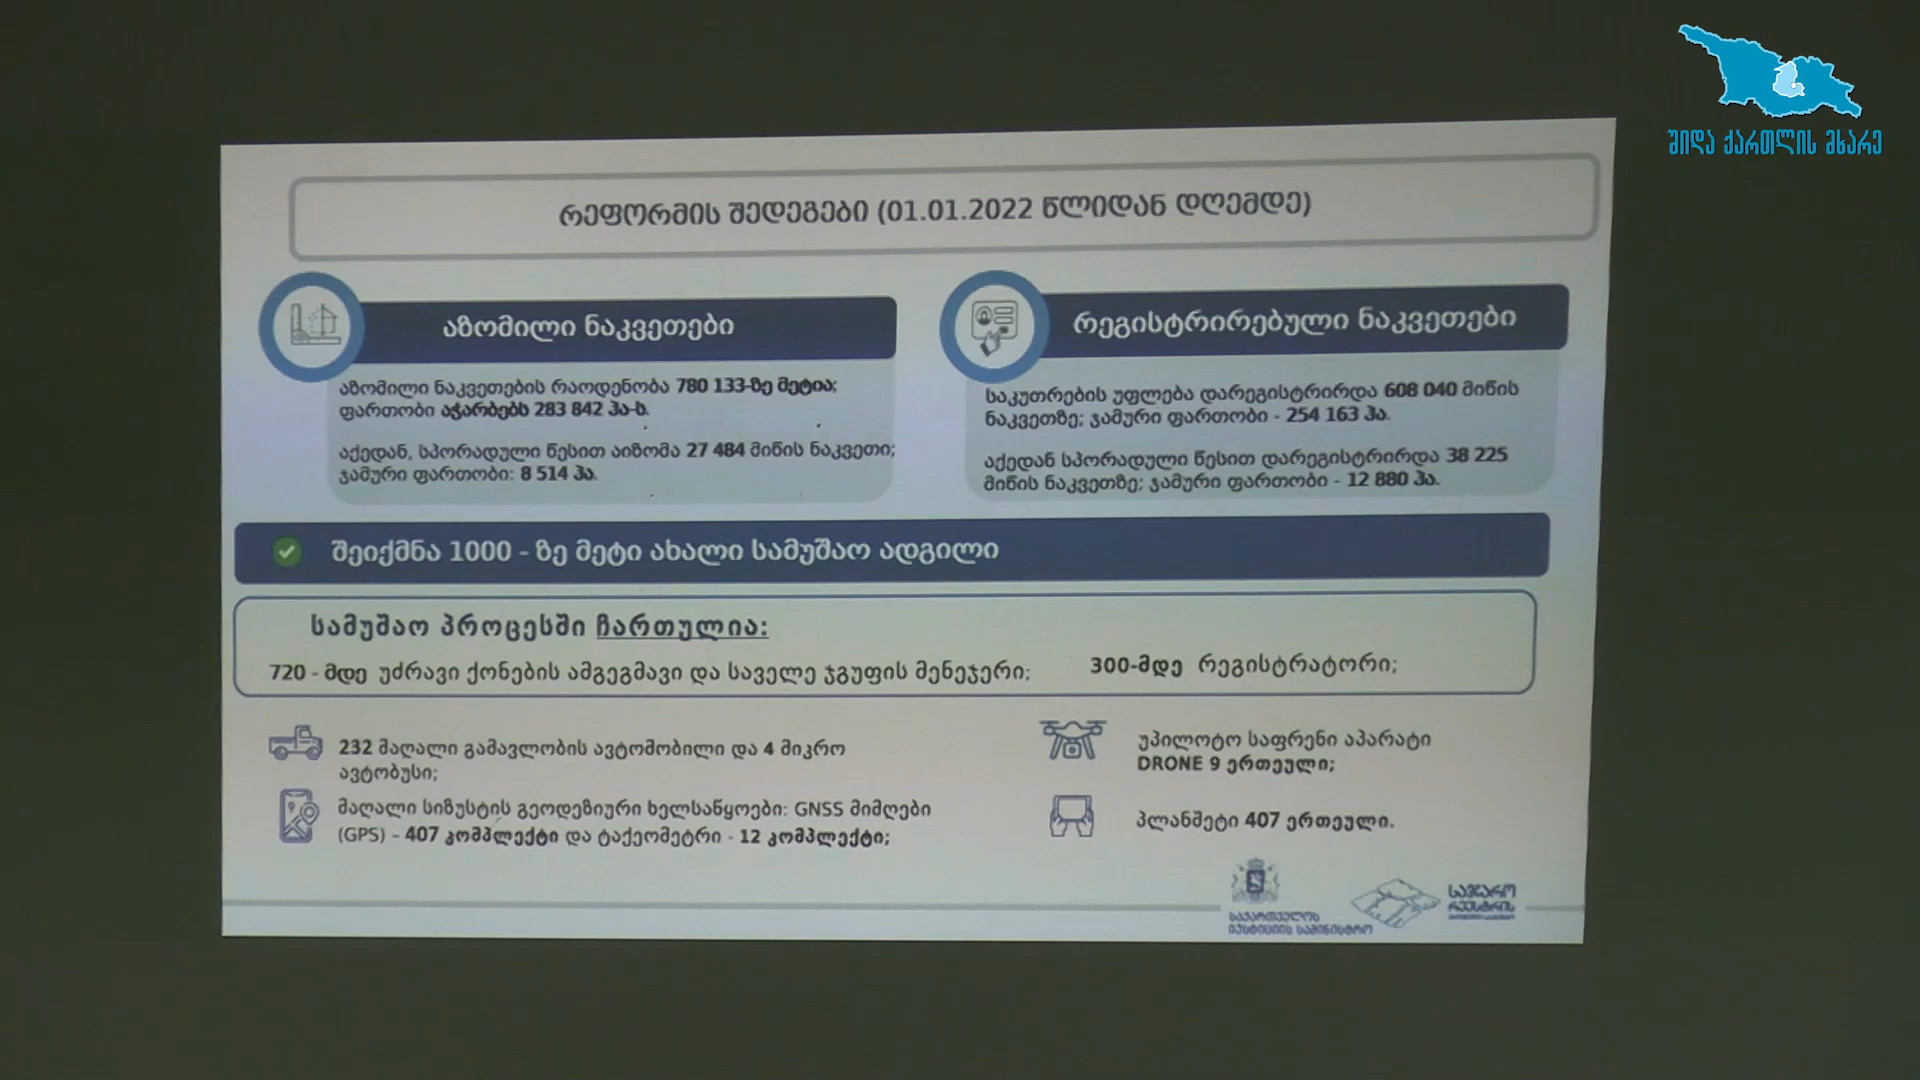 შიდა ქართლის მხარე
რეფორმის შედეგები (01.01.2022 წლიდან დღემდე)
აზომილი ნაკვეთები
აზომილი ნაკვეთების რაოდენობა 780 133-ზე მეტია;
ფართობი აჭარბებს 283 842 ჰა-ს.
აქედან, სპორადული წესით აიზომა 27 484 მიწის ნაკვეთი;
ჯამური ფართობი: 8 514 ჰა.
რეგისტრირებული ნაკვეთები
საკუთრების უფლება დარეგისტრირდა 608 040 მიწის
ნაკვეთზე; ჯამური ფართობი - 254 163 ჰა.
აქედან სპორადული წესით დარეგისტრირდა 38 225
მიწის ნაკვეთზე; ჯამური ფართობი - 12 880 ჰა.
შეიქმნა 1000 - ზე მეტი ახალი სამუშაო ადგილი
სამუშაო პროცესში ჩართულია:
720 - მდე უძრავი ქონების ამგეგმავი და საველე ჯგუფის მენეჯერი;
300-მდე რეგისტრატორი;
232 მაღალი გამავლობის ავტომობილი და 4 მიკრო
ავტობუსი;
უპილოტო საფრენი აპარატი
DRONE 9 ერთეული;
მაღალი სიზუსტის გეოდეზიური ხელსაწყოები: GNSS მიმღები
(GPS) – 407 კომპლექტი და ტაქეომეტრი - 12 კომპლექტი;
პლანშეტი 407 ერთეული.
საქართველოს
იუსტიციის სამინისტრო
საჯარო
რეესტრის